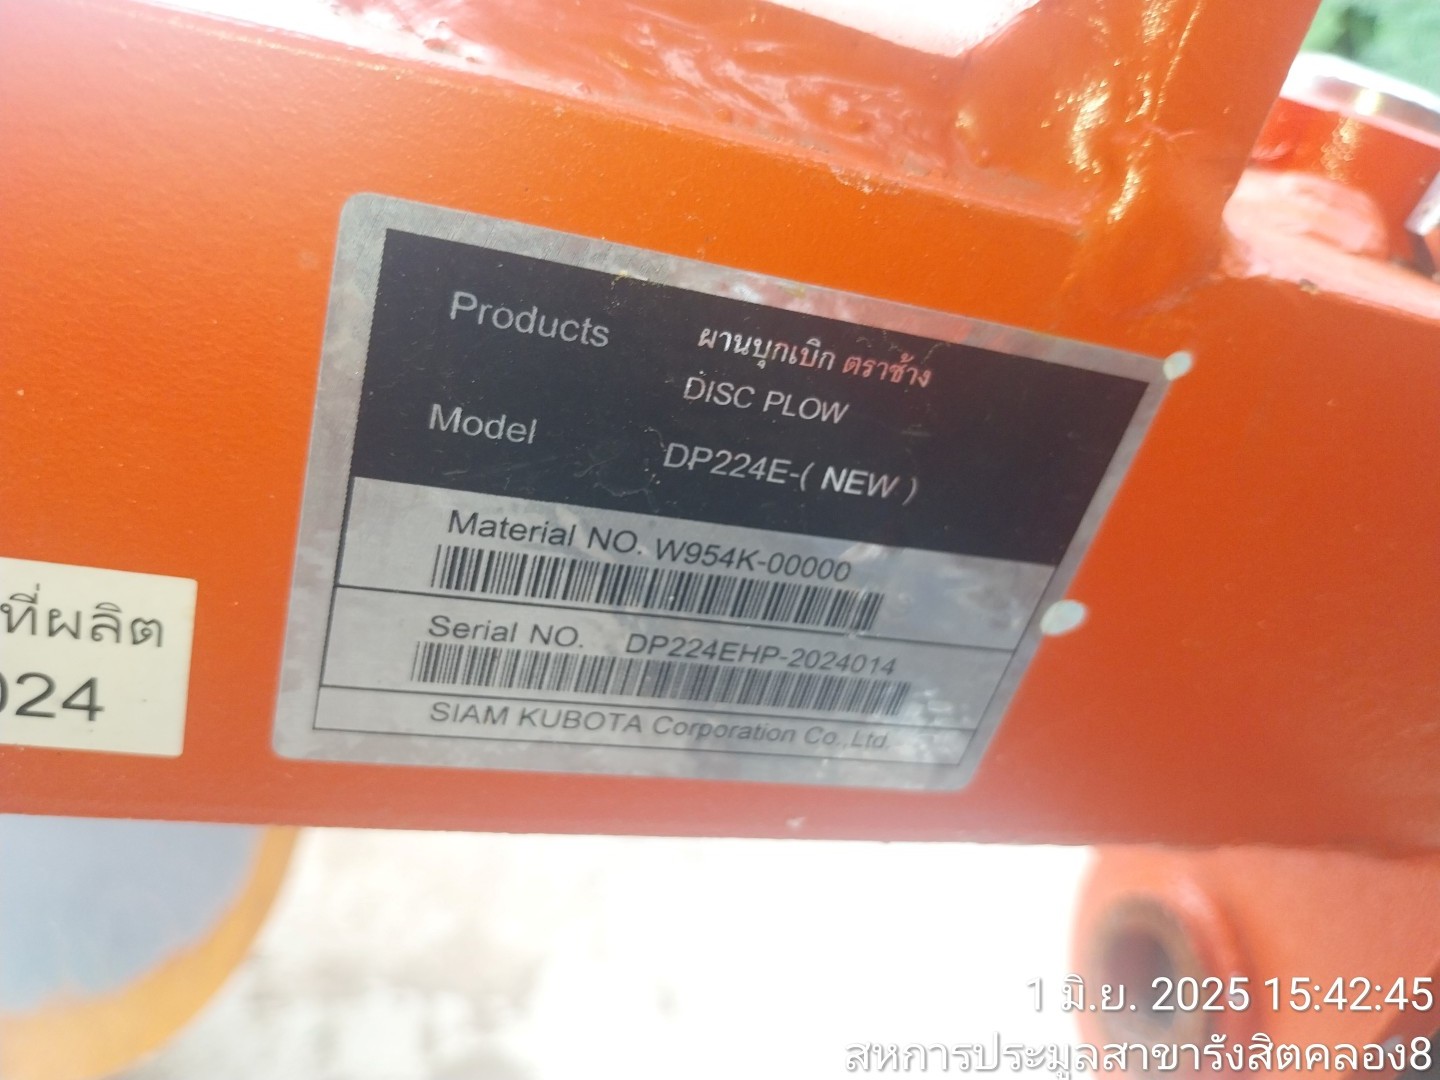 Products ผานบุกเบิก ตราช้าง
DISC PLOW
Model DP224E-( NEW )
Material NO. W954K-00000
Serial NO. DP224EHP-2024014
SIAM KUBOTA Corporation Co.,Ltd.
ที่ผลิต
024
1 มิ.ย. 2025 15:42:45
สหการประมูลสาขารังสิตคลอง8